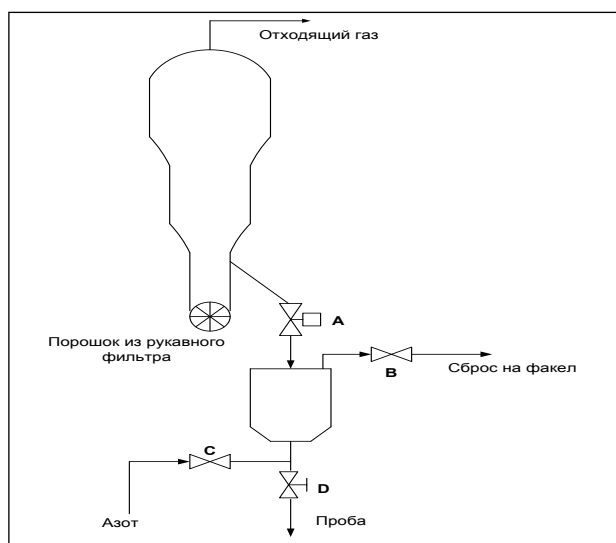 Отходящий газ
A
Порошок из рукавного
фильтра
B
Сброс на факел
C
D
Азот
Проба